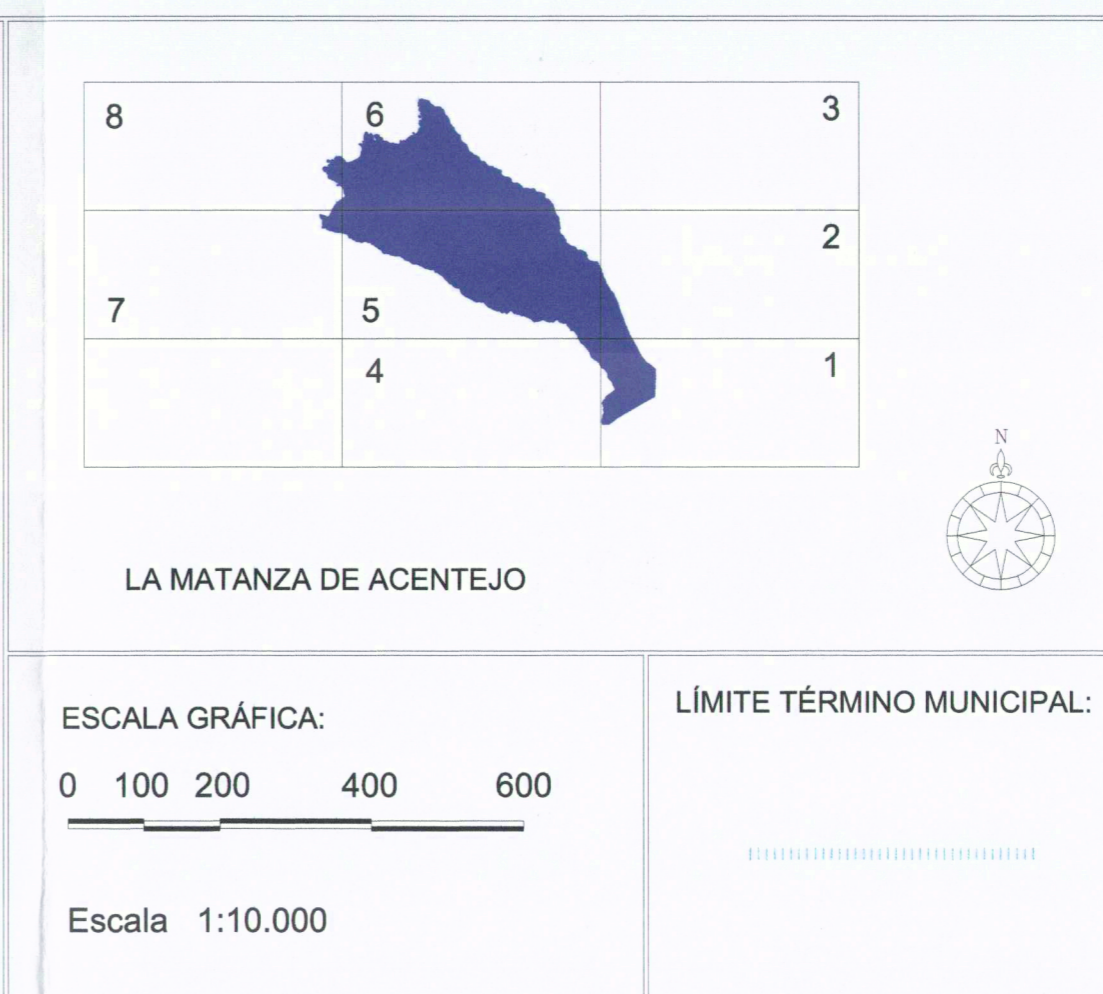 8 6 3
2
7 5
4 1
N
LA MATANZA DE ACENTEJO
ESCALA GRÁFICA:
0 100 200 400 600
Escala 1:10.000
LÍMITE TÉRMINO MUNICIPAL: